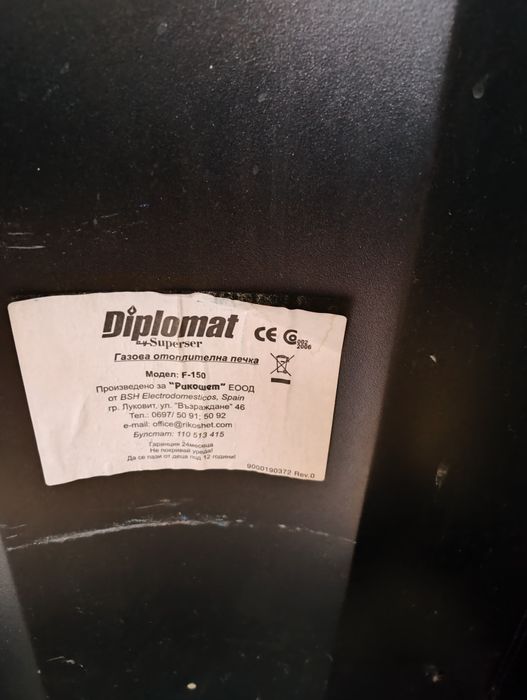 Diplomat
by Superser
CE
002
2006
Газова отоплителна печка
Модел: F-150
Произведено за "Рикошет" ЕООД
от BSH Electrodomesticos, Spain
гр. Луковит, ул. "Възраждане" 46
Тел.: 0697/ 50 91; 50 92
e-mail: office@rikoshet.com
Булстат: 110 513 415
Гаранция 24месеца
Не покривай уреда!
Да се пази от деца под 12 години!
9000190372 Rev.0